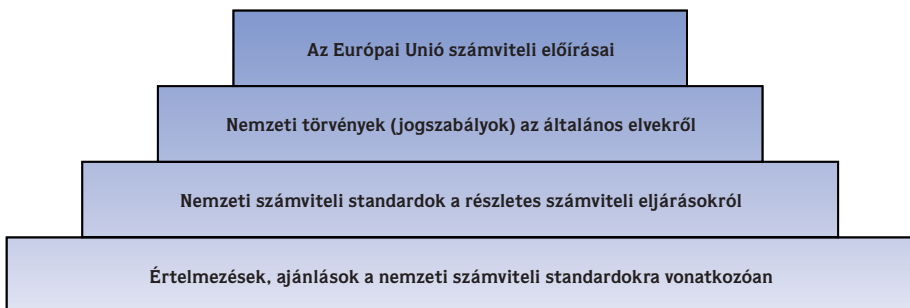 Az Európai Unió számviteli előírásai
Nemzeti törvények (jogszabályok) az általános elvekről
Nemzeti számviteli standardok a részletes számviteli eljárásokról
Értelmezések, ajánlások a nemzeti számviteli standardokra vonatkozóan